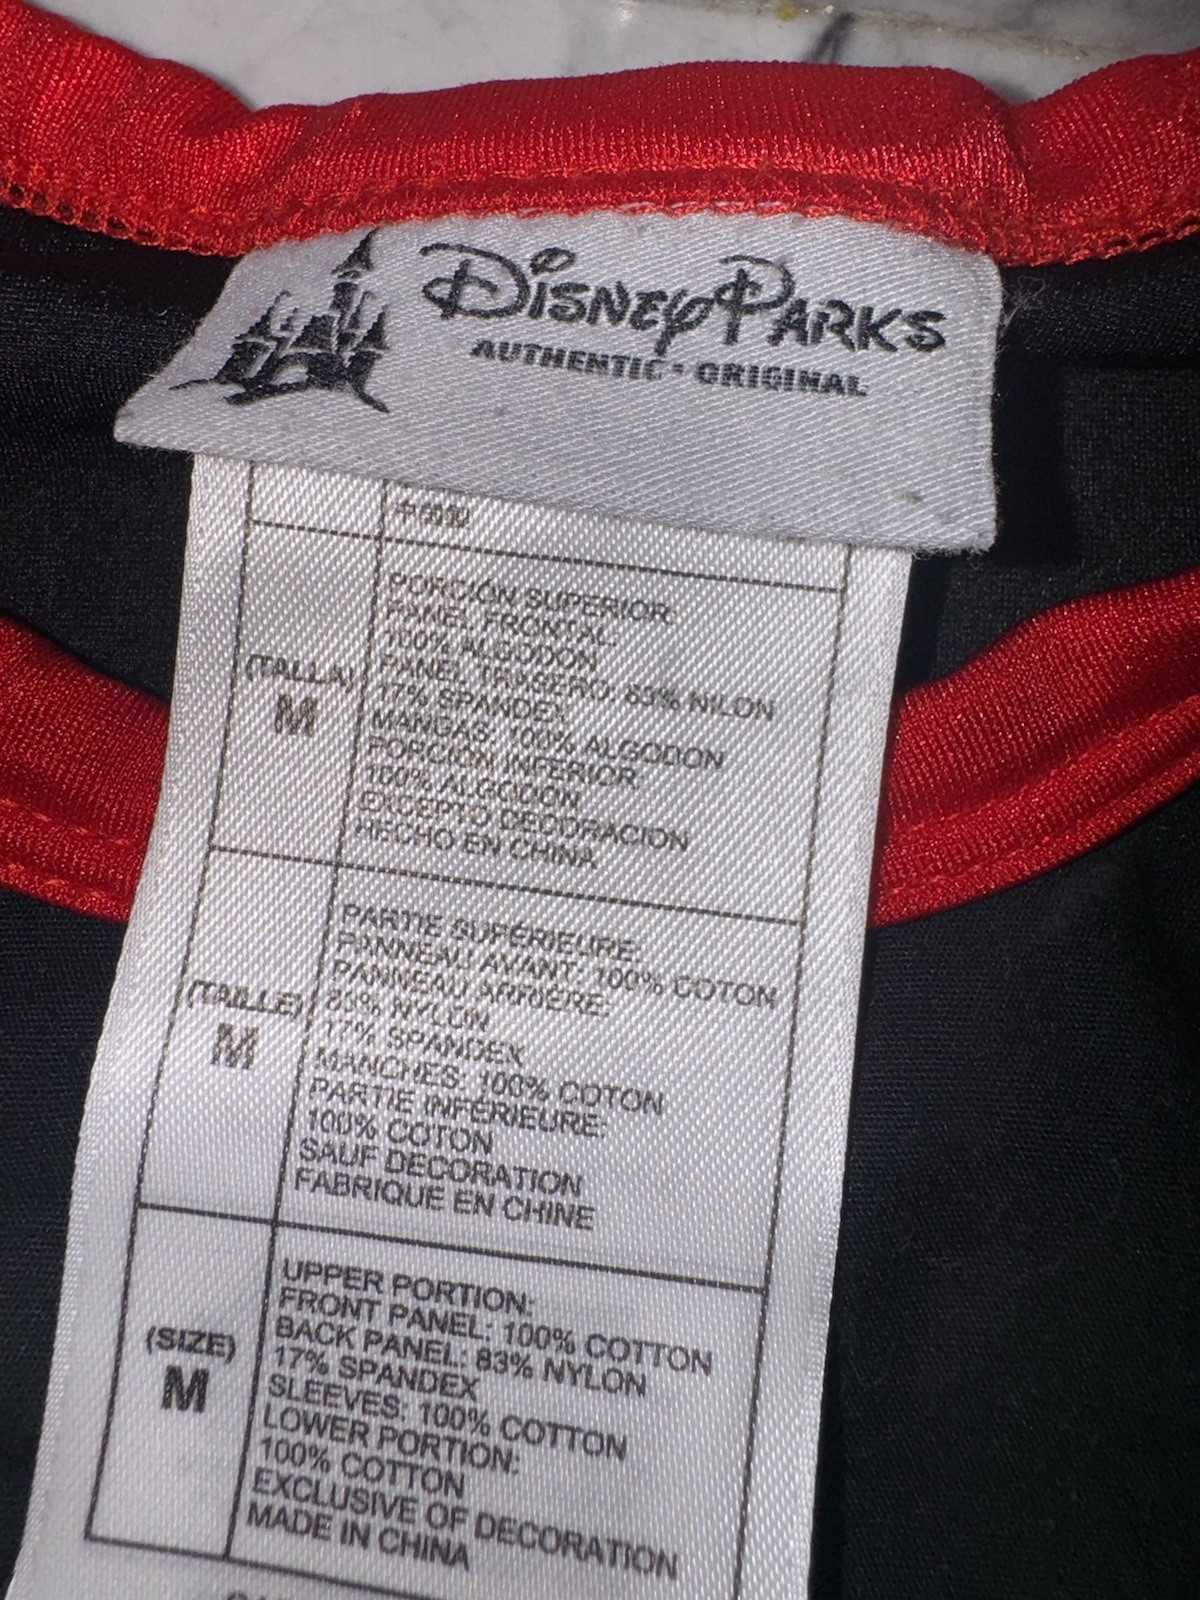 Disney Parks
AUTHENTIC • ORIGINAL
PORCIÓN SUPERIOR:
PANEL FRONTAL:
100% ALGODON
PANEL TRASERO: 83% NILON
17% SPANDEX
MANGAS: 100% ALGODON
PORCION INFERIOR:
100% ALGODON
EXCEPTO DECORACION
HECHO EN CHINA
(TALLA)
M
PARTIE SUPÉRIEURE:
PANNEAU AVANT: 100% COTON
PANNEAU ARRIÈRE:
83% NYLON
17% SPANDEX
MANCHES: 100% COTON
PARTIE INFÉRIEURE:
100% COTON
SAUF DECORATION
FABRIQUÉ EN CHINE
(TAILLE)
M
UPPER PORTION:
FRONT PANEL: 100% COTTON
BACK PANEL: 83% NYLON
17% SPANDEX
SLEEVES: 100% COTTON
LOWER PORTION:
100% COTTON
EXCLUSIVE OF DECORATION
MADE IN CHINA
(SIZE)
M